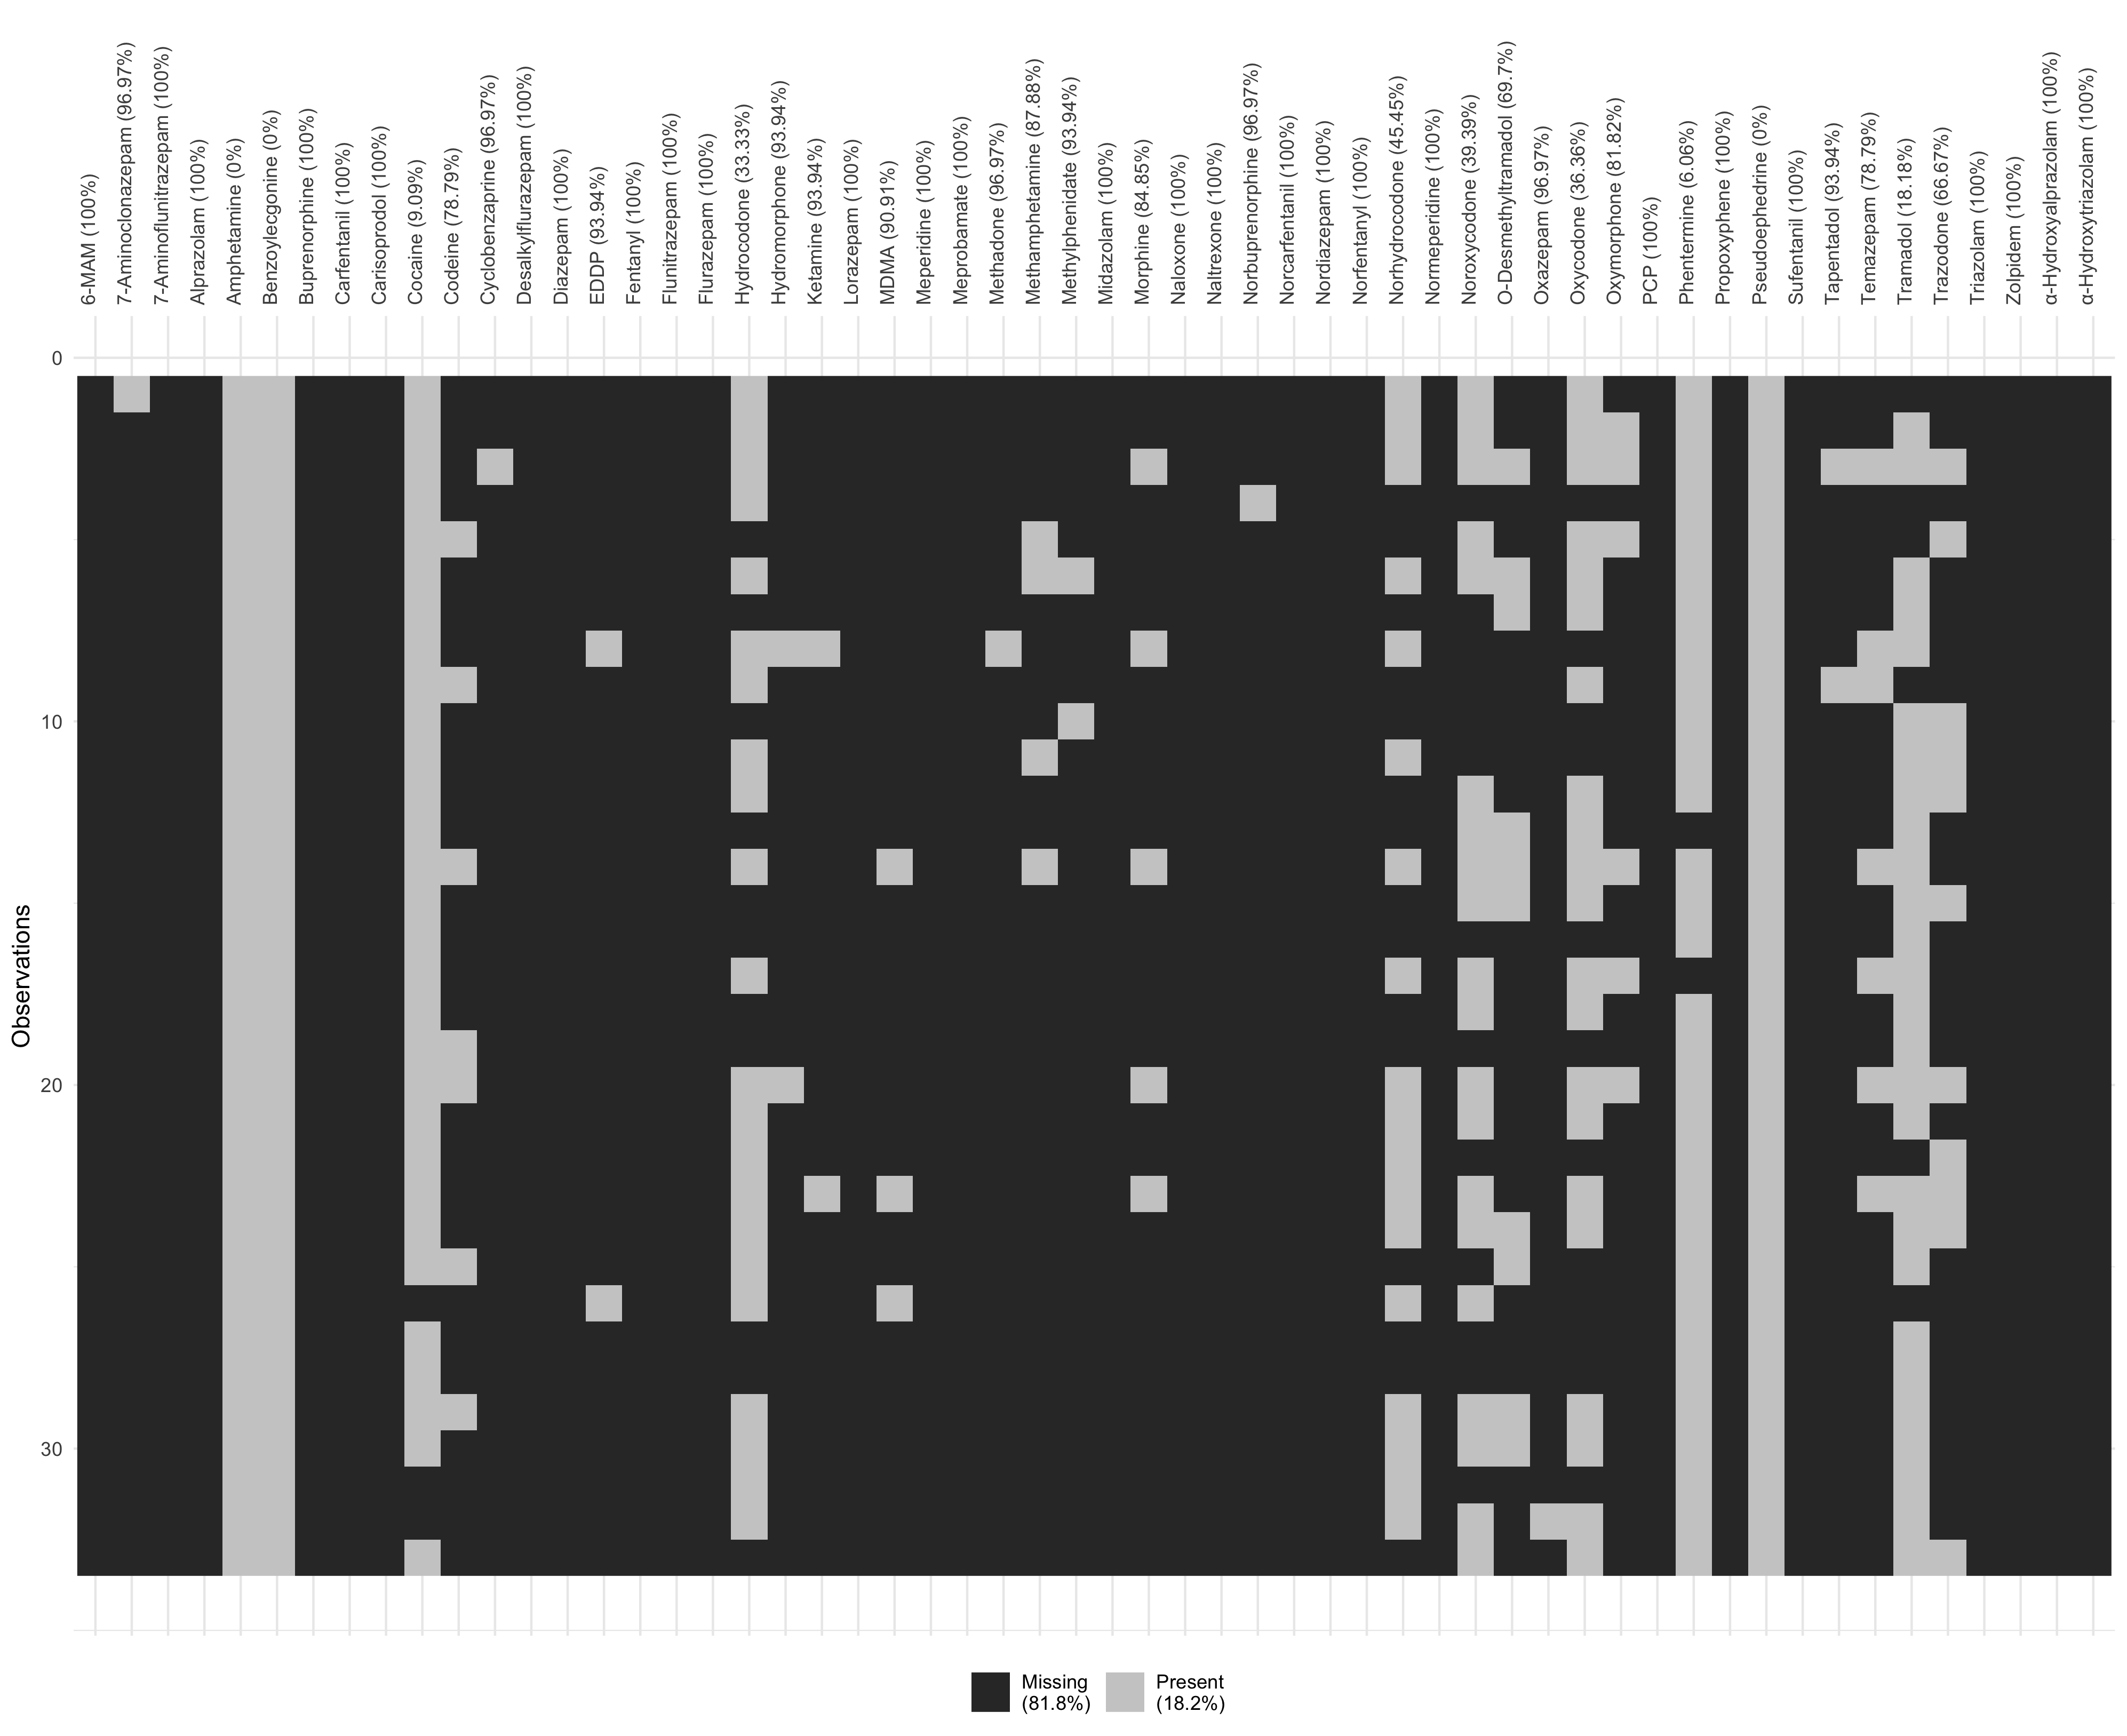 6-MAM (100%)
7-Aminoclonazepam (96.97%)
7-Aminoflunitrazepam (100%)
Alprazolam (100%)
Amphetamine (0%)
Benzoylecgonine (0%)
Buprenorphine (100%)
Carfentanil (100%)
Carisoprodol (100%)
Cocaine (9.09%)
Codeine (78.79%)
Cyclobenzaprine (96.97%)
Desalkylflurazepam (100%)
Diazepam (100%)
EDDP (93.94%)
Fentanyl (100%)
Flunitrazepam (100%)
Flurazepam (100%)
Hydrocodone (33.33%)
Hydromorphone (93.94%)
Ketamine (93.94%)
Lorazepam (100%)
MDMA (90.91%)
Meperidine (100%)
Meprobamate (100%)
Methadone (96.97%)
Methamphetamine (87.88%)
Methylphenidate (93.94%)
Midazolam (100%)
Morphine (84.85%)
Naloxone (100%)
Naltrexone (100%)
Norbuprenorphine (96.97%)
Norcarfentanil (100%)
Nordiazepam (100%)
Norfentanyl (100%)
Norhydrocodone (45.45%)
Normeperidine (100%)
Noroxycodone (39.39%)
O-Desmethyltramadol (69.7%)
Oxazepam (96.97%)
Oxycodone (36.36%)
Oxymorphone (81.82%)
PCP (100%)
Phentermine (6.06%)
Propoxyphene (100%)
Pseudoephedrine (0%)
Sufentanil (100%)
Tapentadol (93.94%)
Temazepam (78.79%)
Tramadol (18.18%)
Trazodone (66.67%)
Triazolam (100%)
Zolpidem (100%)
α-Hydroxyalprazolam (100%)
α-Hydroxytriazolam (100%)
0
10
20
30
Observations
Missing
(81.8%)
Present
(18.2%)